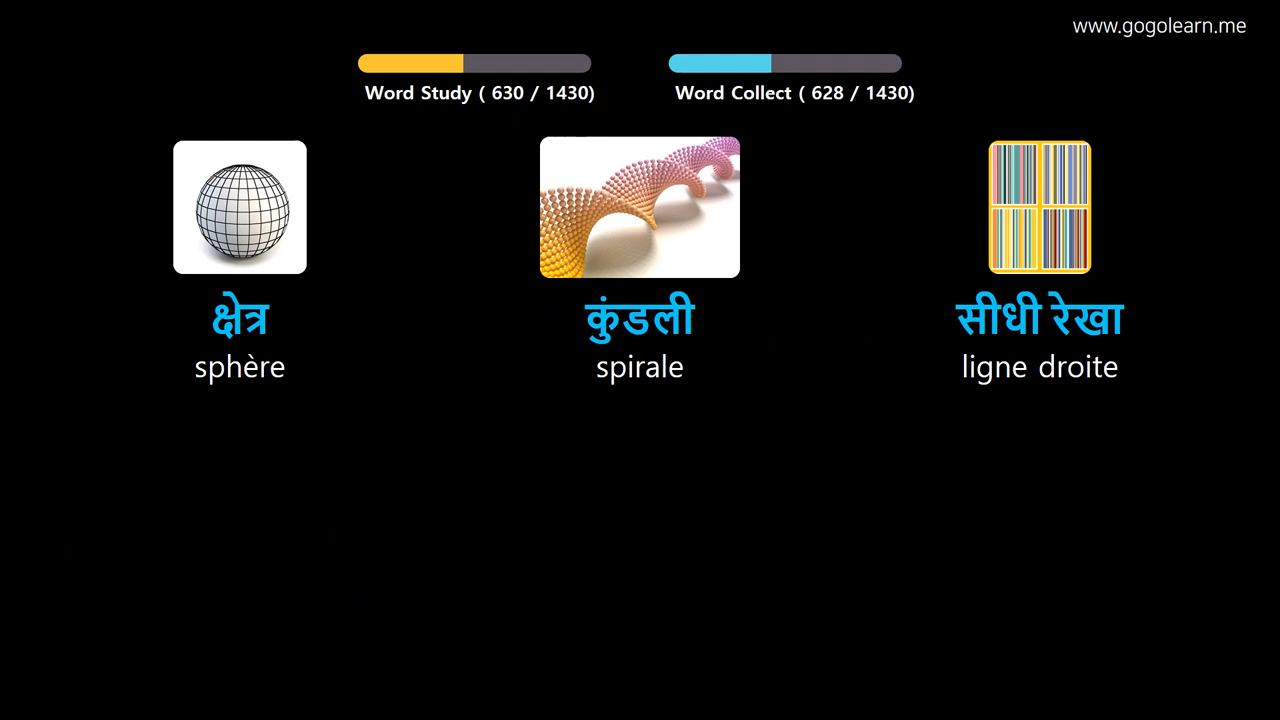 www.gogolearn.me
Word Study ( 630 / 1430)
Word Collect ( 628 / 1430)
क्षेत्र
sphère
कुंडली
spirale
सीधी रेखा
ligne droite